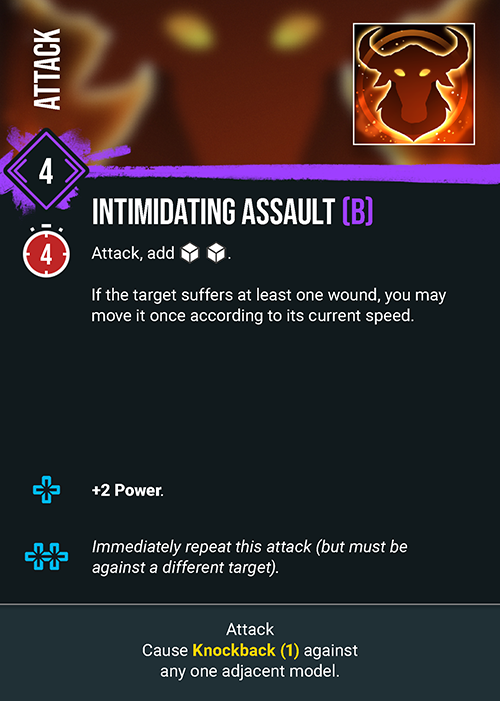 ATTACK
4
INTIMIDATING ASSAULT (B)
4
Attack, add .
If the target suffers at least one wound, you may
move it once according to its current speed.
+2 Power.
Immediately repeat this attack (but must be
against a different target).
Attack
Cause Knockback (1) against
any one adjacent model.